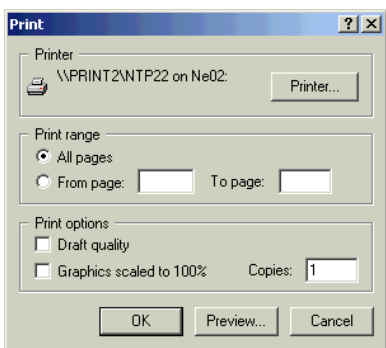 Print
Printer
\\PRINT2\NTP22 on Ne02:
Printer...
Print range
All pages
From page: To page:
Print options
Draft quality
Graphics scaled to 100% Copies: 1
OK Preview... Cancel